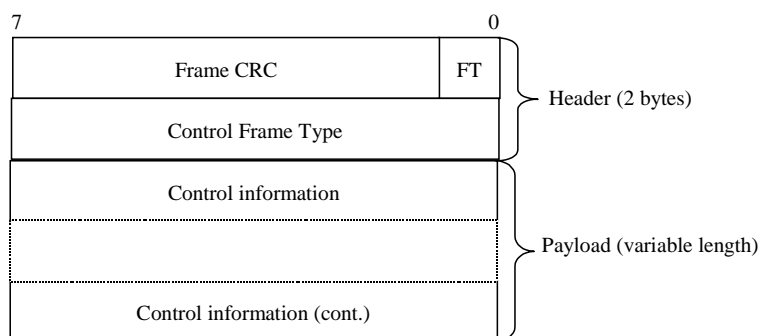 7 0
Frame CRC FT
Header (2 bytes)
Control Frame Type
Control information
Payload (variable length)
Control information (cont.)